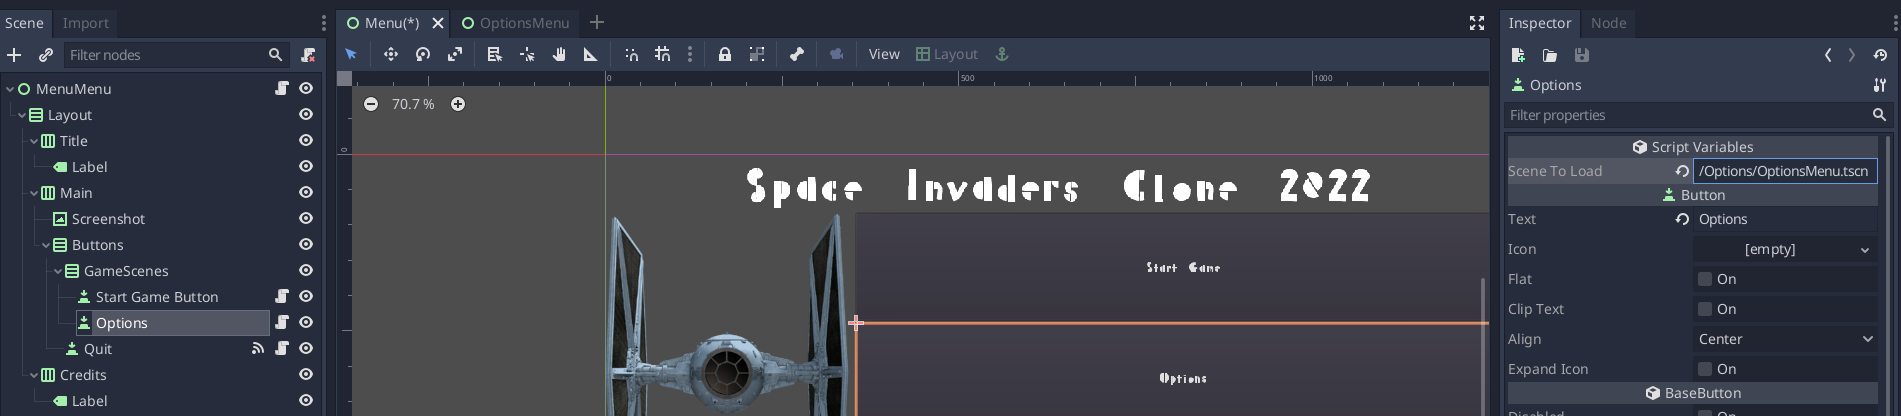 Scene Import
Filter nodes
MenuMenu
Layout
Title
Label
Main
Screenshot
Buttons
GameScenes
Start Game Button
Options
Quit
Credits
Label
Menu(*) OptionsMenu
View Layout
0 500 1000
70.7 %
0
Space Invaders Clone 2022
Start Game
Options
Inspector Node
Options
Filter properties
Script Variables
Scene To Load /Options/OptionsMenu.tscn
Button
Text Options
Icon [empty]
Flat On
Clip Text On
Align Center
Expand Icon On
BaseButton